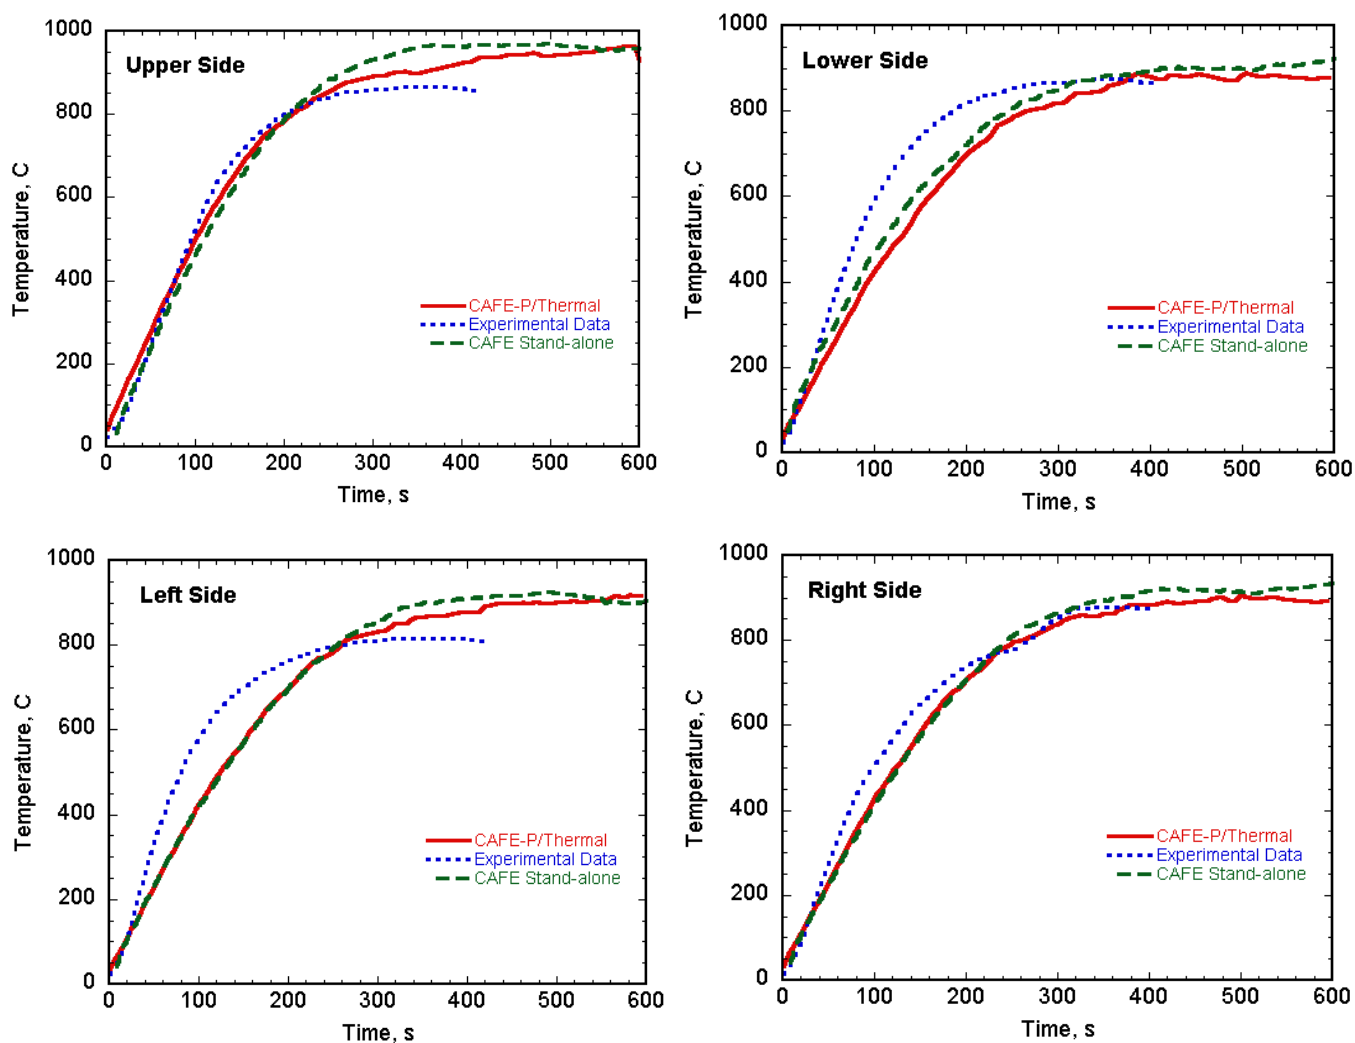 Upper Side
1000
800
600
400
200
0
Temperature, C
CAFE-P/Thermal
Experimental Data
CAFE Stand-alone
0 100 200 300 400 500 600
Time, s
Lower Side
1000
800
600
400
200
0
Temperature, C
CAFE-P/Thermal
Experimental Data
CAFE Stand-alone
0 100 200 300 400 500 600
Time, s
Left Side
1000
800
600
400
200
0
Temperature, C
CAFE-P/Thermal
Experimental Data
CAFE Stand-alone
0 100 200 300 400 500 600
Time, s
Right Side
1000
800
600
400
200
0
Temperature, C
CAFE-P/Thermal
Experimental Data
CAFE Stand-alone
0 100 200 300 400 500 600
Time, s